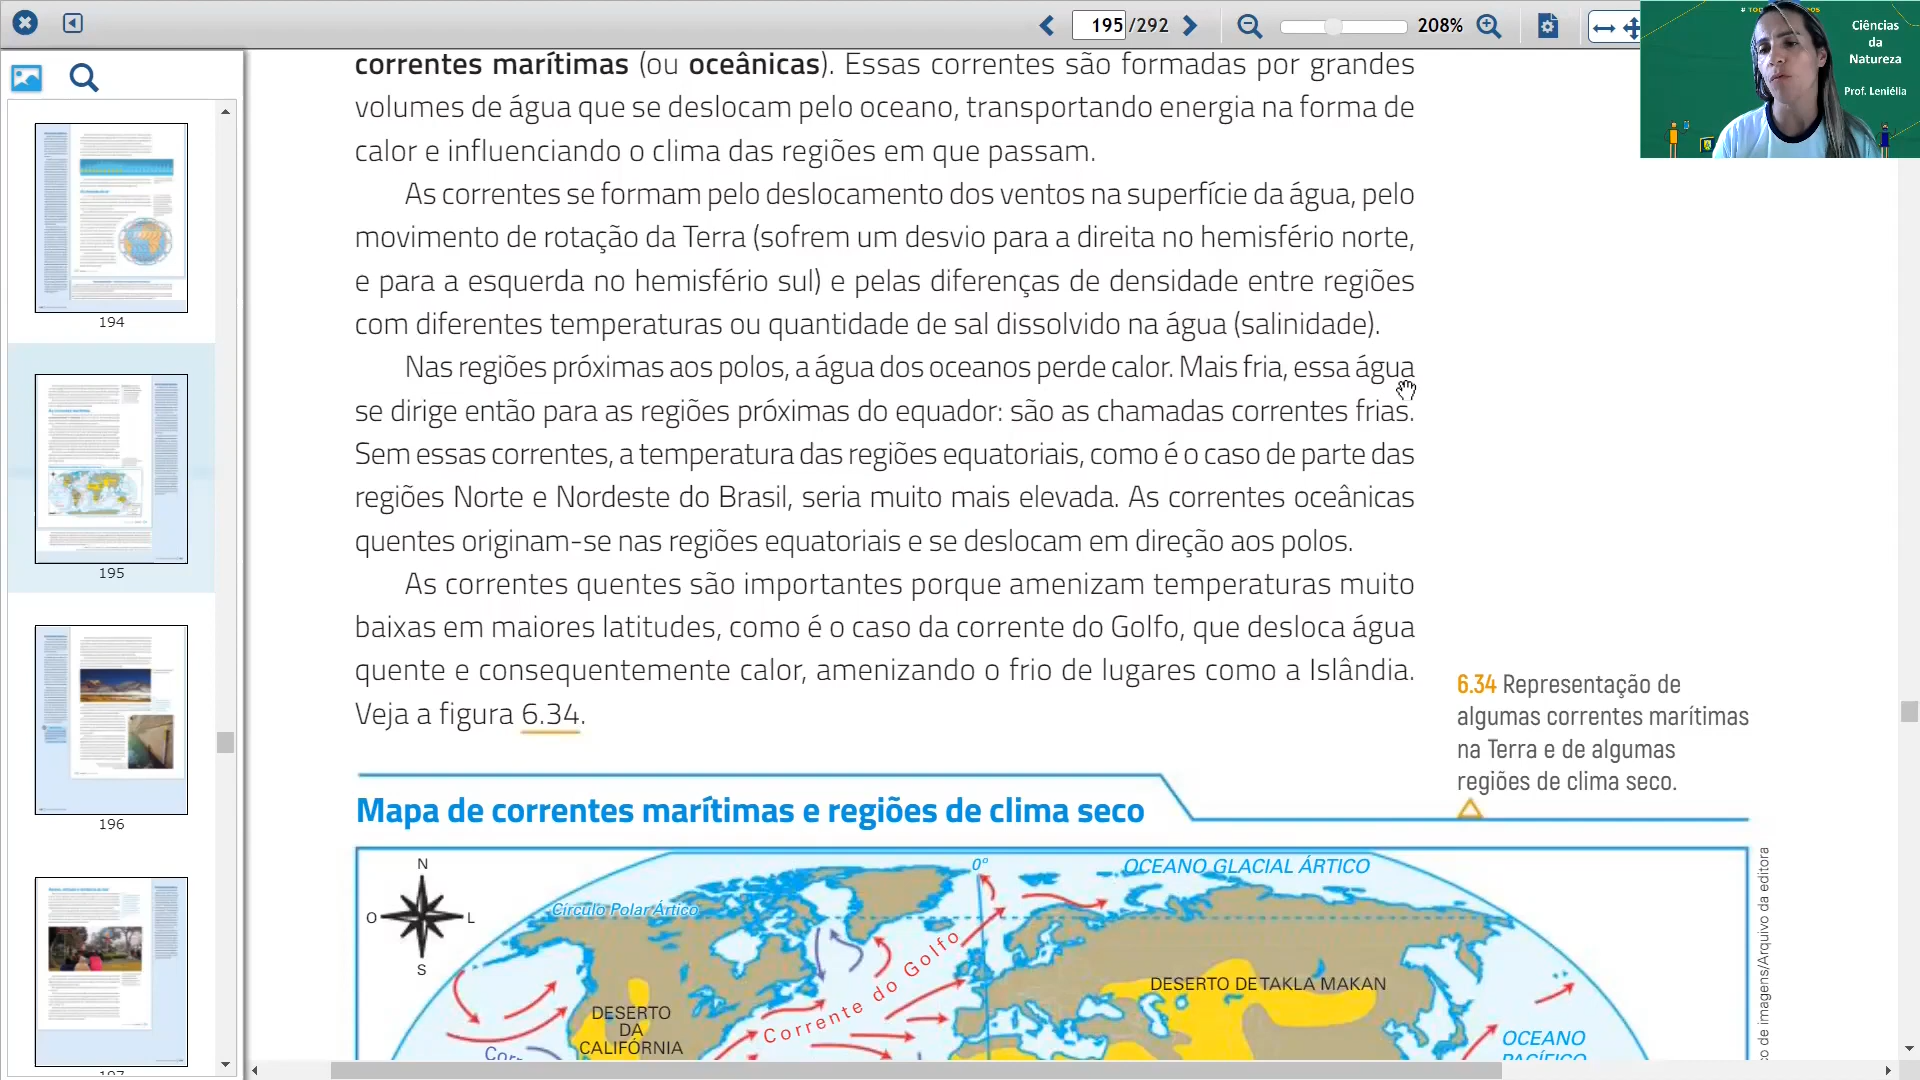 195 /292
208%
Ciências
da
Natureza
Prof. Leniélia
194
195
196
correntes marítimas (ou oceânicas). Essas correntes são formadas por grandes
volumes de água que se deslocam pelo oceano, transportando energia na forma de
calor e influenciando o clima das regiões em que passam.
As correntes se formam pelo deslocamento dos ventos na superfície da água, pelo
movimento de rotação da Terra (sofrem um desvio para a direita no hemisfério norte,
e para a esquerda no hemisfério sul) e pelas diferenças de densidade entre regiões
com diferentes temperaturas ou quantidade de sal dissolvido na água (salinidade).
Nas regiões próximas aos polos, a água dos oceanos perde calor. Mais fria, essa água
se dirige então para as regiões próximas do equador: são as chamadas correntes frias.
Sem essas correntes, a temperatura das regiões equatoriais, como é o caso de parte das
regiões Norte e Nordeste do Brasil, seria muito mais elevada. As correntes oceânicas
quentes originam-se nas regiões equatoriais e se deslocam em direção aos polos.
As correntes quentes são importantes porque amenizam temperaturas muito
baixas em maiores latitudes, como é o caso da corrente do Golfo, que desloca água
quente e consequentemente calor, amenizando o frio de lugares como a Islândia.
Veja a figura 6.34.
6.34 Representação de
algumas correntes marítimas
na Terra e de algumas
regiões de clima seco.
Mapa de correntes marítimas e regiões de clima seco
N
O
L
S
0°
OCEANO GLACIAL ÁRTICO
Círculo Polar Ártico
Corrente do Golfo
DESERTO DE TAKLA MAKAN
DESERTO
DA
CALIFÓRNIA
OCEANO
PACÍFICO
de imagens/Arquivo da editora